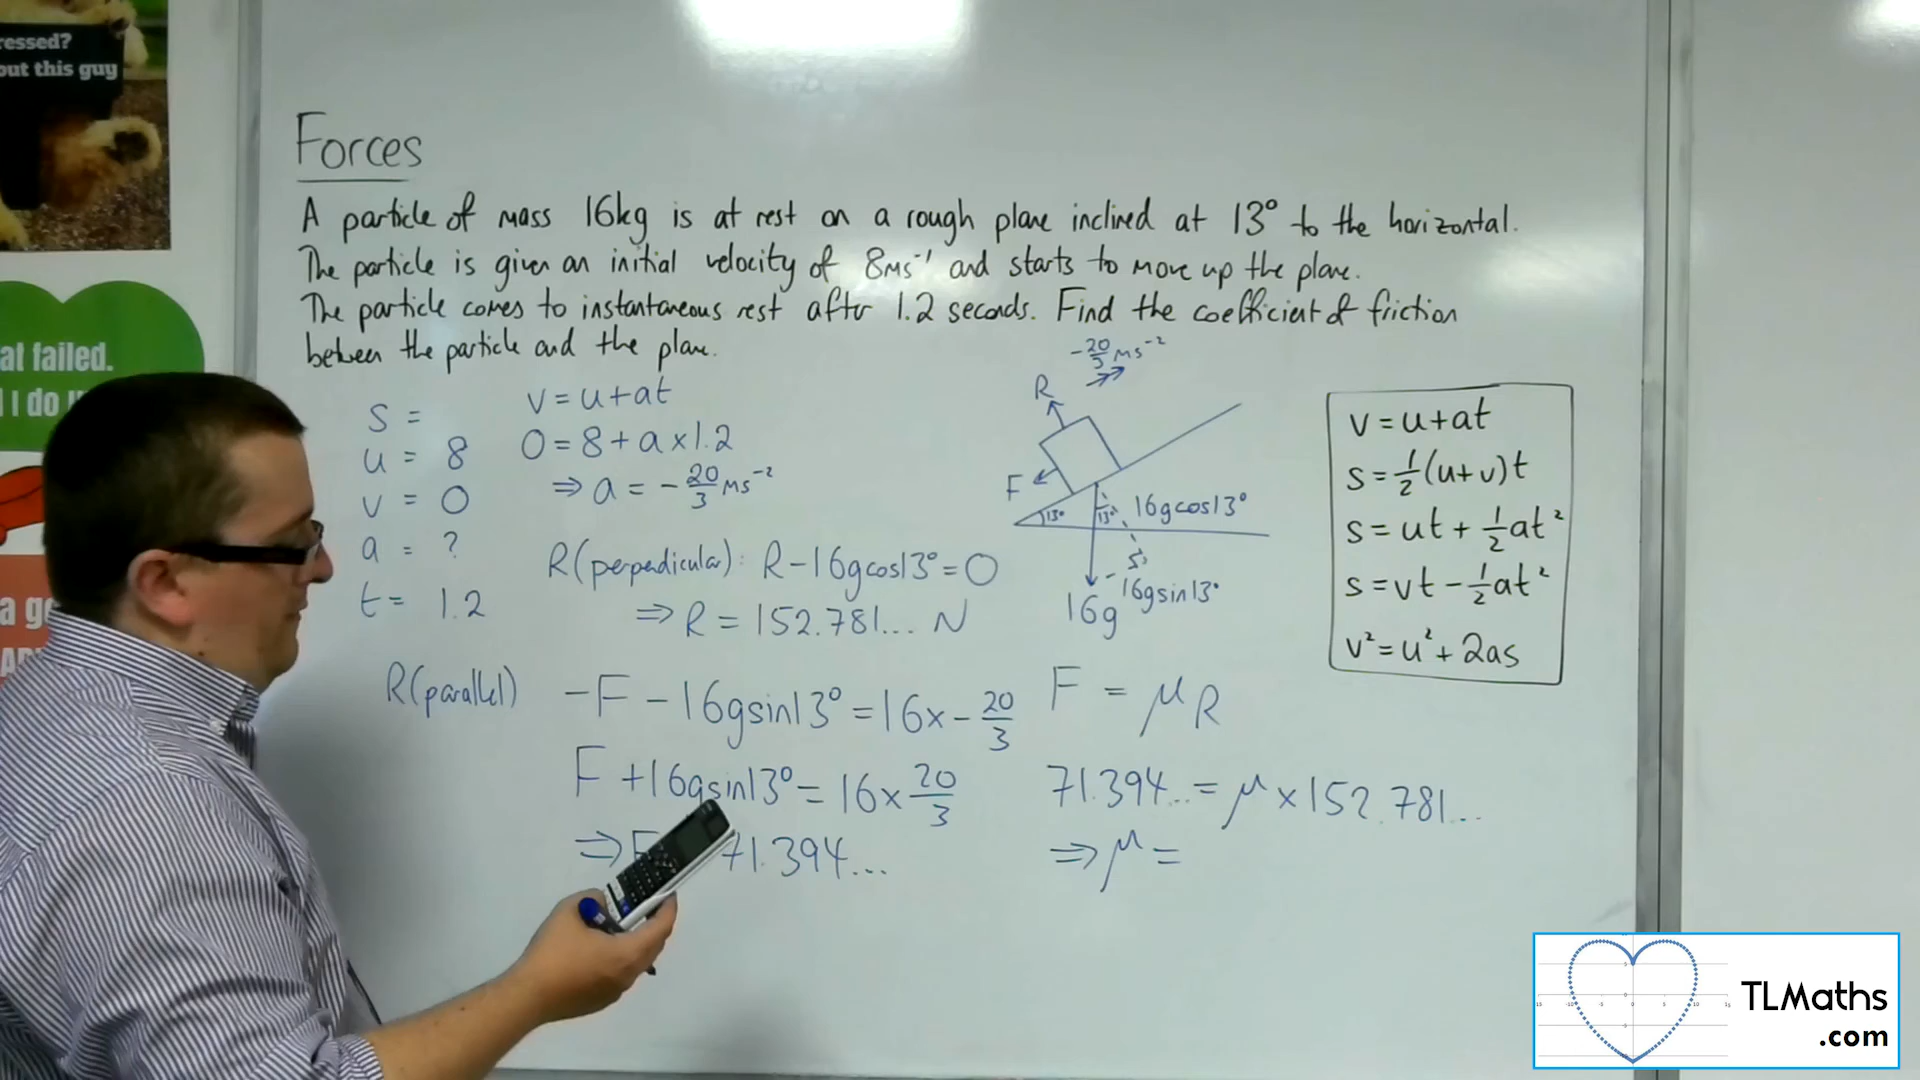 ressed?
out this guy
at failed.
I do
a ge
Forces
A particle of mass 16kg is at rest on a rough plane inclined at 13° to the horizontal.
The particle is given an initial velocity of 8ms⁻¹ and starts to move up the plane.
The particle comes to instantaneous rest after 1.2 seconds. Find the coefficient of friction
between the particle and the plane.
s =
u = 8
v = 0
a = ?
t = 1.2
v = u + at
0 = 8 + a × 1.2
⇒ a = -20/3 ms⁻²
R(perpendicular): R - 16gcos13° = 0
⇒ R = 152.781... N
R(parallel) -F - 16gsin13° = 16 × -20/3
F + 16gsin13° = 16 × 20/3
⇒ F 71.394...
-20/3 ms⁻²
R
F
13°
13°
16gcos13°
16gsin13°
16g
F = μR
71.394... = μ × 152.781...
⇒ μ =
v = u + at
s = ½(u + v)t
s = ut + ½at²
s = vt - ½at²
v² = u² + 2as
TLMaths
.com